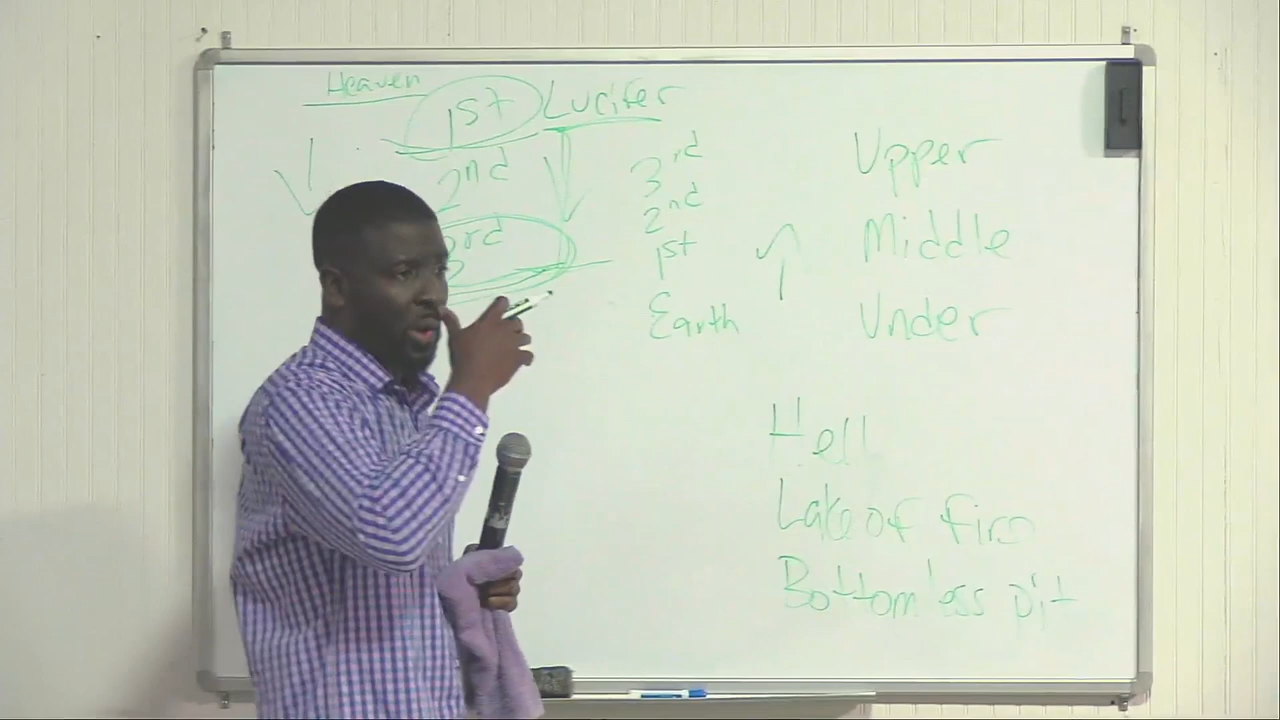 Heaven
1st Lucifer
2nd
3rd
3rd
2nd
1st
Earth
Upper
Middle
Under
Hell
Lake of fire
Bottomless pit